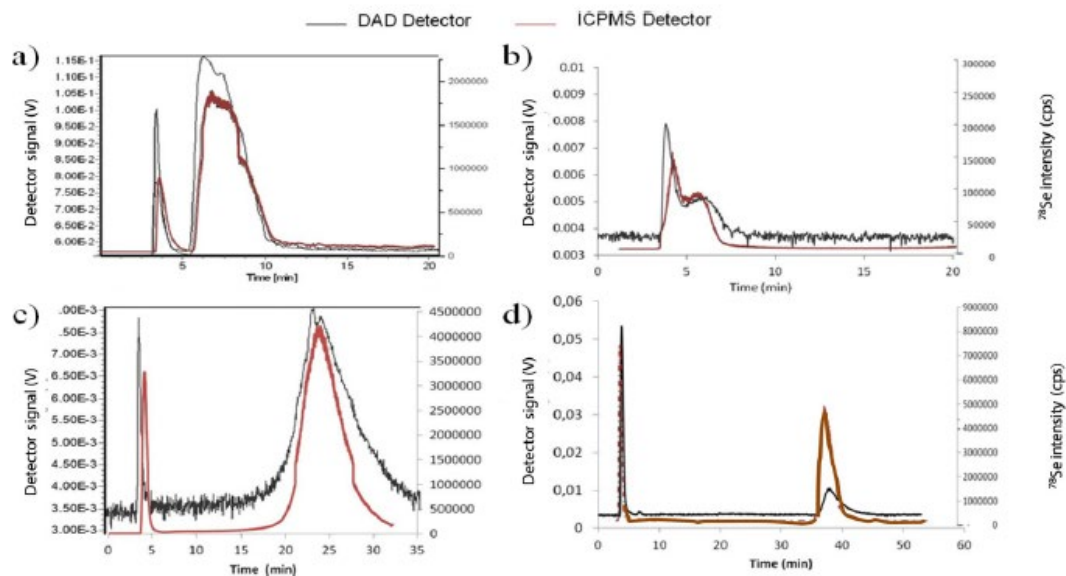 DAD Detector ICPMS Detector
a)
Detector signal (V)
1.15E-1
1.10E-1
1.05E-1
1.00E-1
9.50E-2
9.00E-2
8.50E-2
8.00E-2
7.50E-2
7.00E-2
6.50E-2
6.00E-2
2000000
1500000
1000000
500000
0
5 10 15 20
Time [min]
b)
Detector signal (V)
0.01
0.009
0.008
0.007
0.006
0.005
0.004
0.003
300000
250000
200000
150000
100000
50000
0
78Se intensity (cps)
0 5 10 15 20
Time (min)
c)
Detector signal (V)
.00E-3
.50E-3
7.00E-3
6.50E-3
6.00E-3
5.50E-3
5.00E-3
4.50E-3
4.00E-3
3.50E-3
3.00E-3
4500000
4000000
3500000
3000000
2500000
2000000
1500000
1000000
500000
0
0 5 10 15 20 25 30 35
Time (min)
d)
Detector signal (V)
0,06
0,05
0,04
0,03
0,02
0,01
0
9000000
8000000
7000000
6000000
5000000
4000000
3000000
2000000
1000000
0
78Se intensity (cps)
0 10 20 30 40 50 60
Time (min)